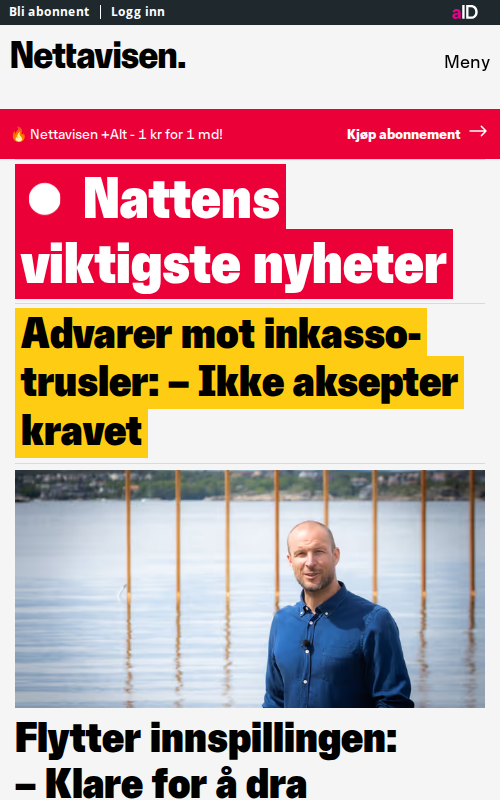 Bli abonnent | Logg inn
aID
Nettavisen.
Meny
🔥 Nettavisen +Alt - 1 kr for 1 md!
Kjøp abonnement →
Nattens
viktigste nyheter
Advarer mot inkasso-
trusler: – Ikke aksepter
kravet
Flytter innspillingen:
– Klare for å dra